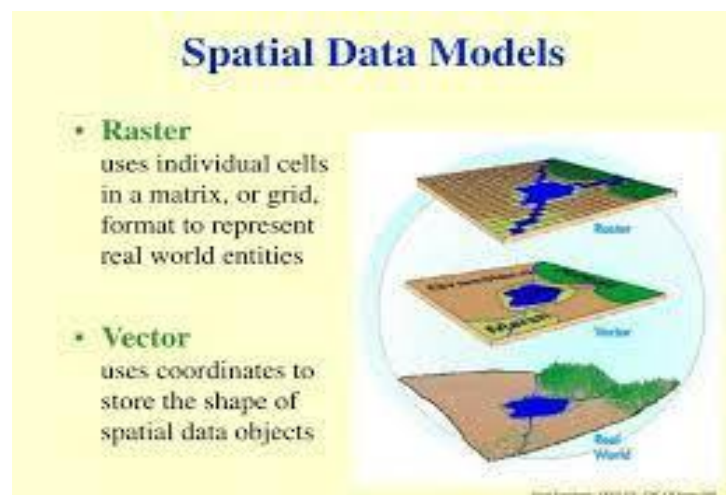 Spatial Data Models
• Raster
uses individual cells
in a matrix, or grid,
format to represent
real world entities
• Vector
uses coordinates to
store the shape of
spatial data objects
Raster
Marsh
Vector
Real
World